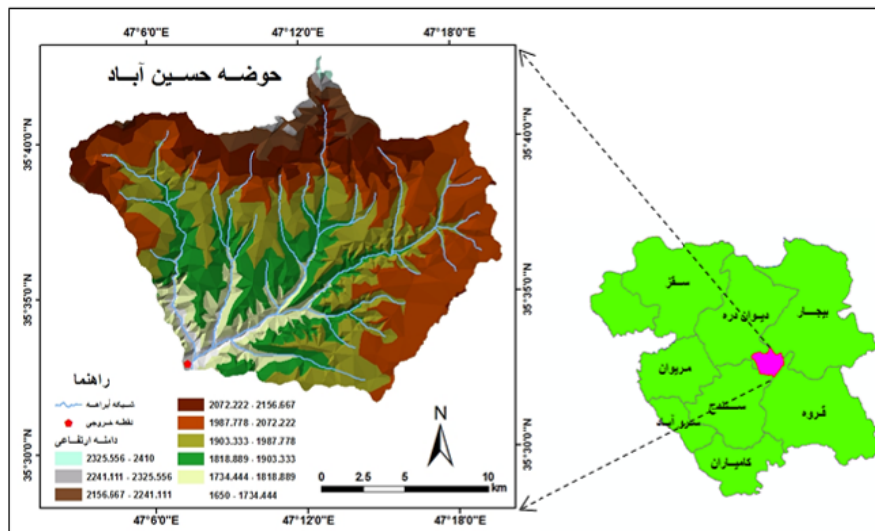 47°6'0"E 47°12'0"E 47°18'0"E
حوضه حسین آباد
35°40'0"N
35°35'0"N
35°30'0"N
35°40'0"N
35°35'0"N
35°30'0"N
راهنما
شبکه آبراهه
نقطه خروجی
دامنه ارتفاعی
2325.556 - 2410
2241.111 - 2325.556
2156.667 - 2241.111
2072.222 - 2156.667
1987.778 - 2072.222
1903.333 - 1987.778
1818.889 - 1903.333
1734.444 - 1818.889
1650 - 1734.444
N
0 2.5 5 10
km
47°6'0"E 47°12'0"E 47°18'0"E
سقز
دیوان دره
بیجار
مریوان
سنندج
سروآباد
قروه
کامیاران